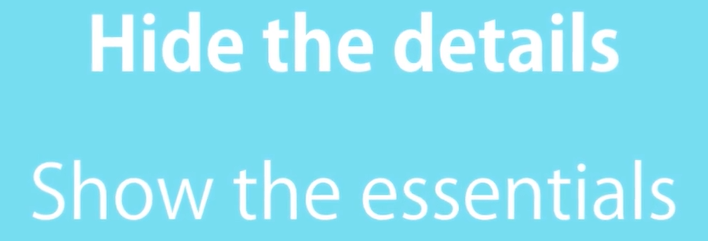 Hide the details
Show the essentials